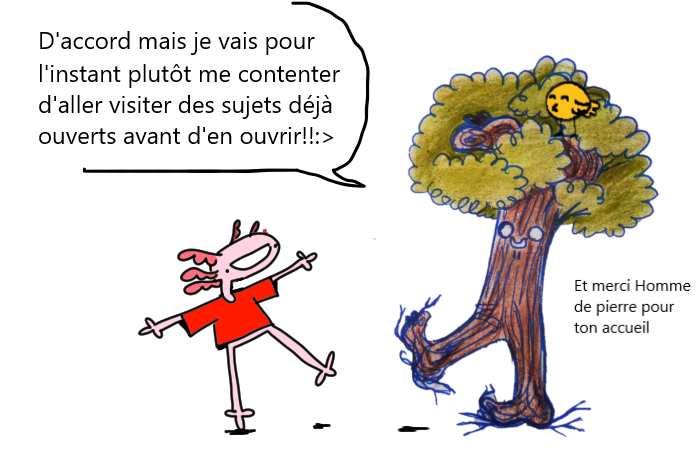 D'accord mais je vais pour
l'instant plutôt me contenter
d'aller visiter des sujets déjà
ouverts avant d'en ouvrir!!:>
Et merci Homme
de pierre pour
ton accueil